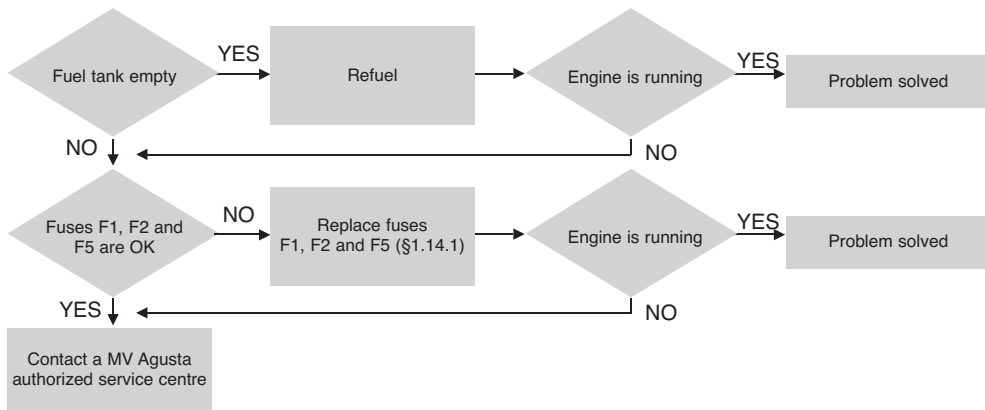 Fuel tank empty
YES
Refuel
Engine is running
YES
Problem solved
NO
NO
Fuses F1, F2 and
F5 are OK
NO
Replace fuses
F1, F2 and F5 (§1.14.1)
Engine is running
YES
Problem solved
YES
NO
Contact a MV Agusta
authorized service centre